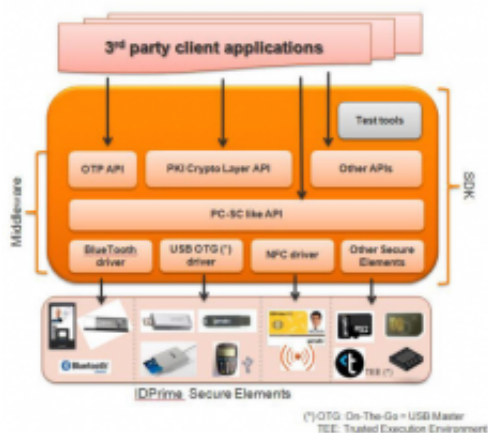 3rd party client applications
Test tools
OTP API
PKI Crypto Layer API
Other APIs
Middleware
SDK
PC-SC like API
BlueTooth
driver
USB OTG (*)
driver
NFC driver
Other Secure
Elements
Bluetooth
TEE (*)
IDPrime Secure Elements
(*) OTG: On-The-Go = USB Master
TEE: Trusted Execution Environment